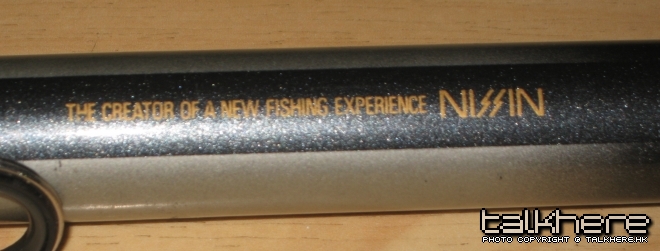 THE CREATOR OF A NEW FISHING EXPERIENCE NISSIN
talkhere
PHOTO COPYRIGHT @ TALKHERE.HK